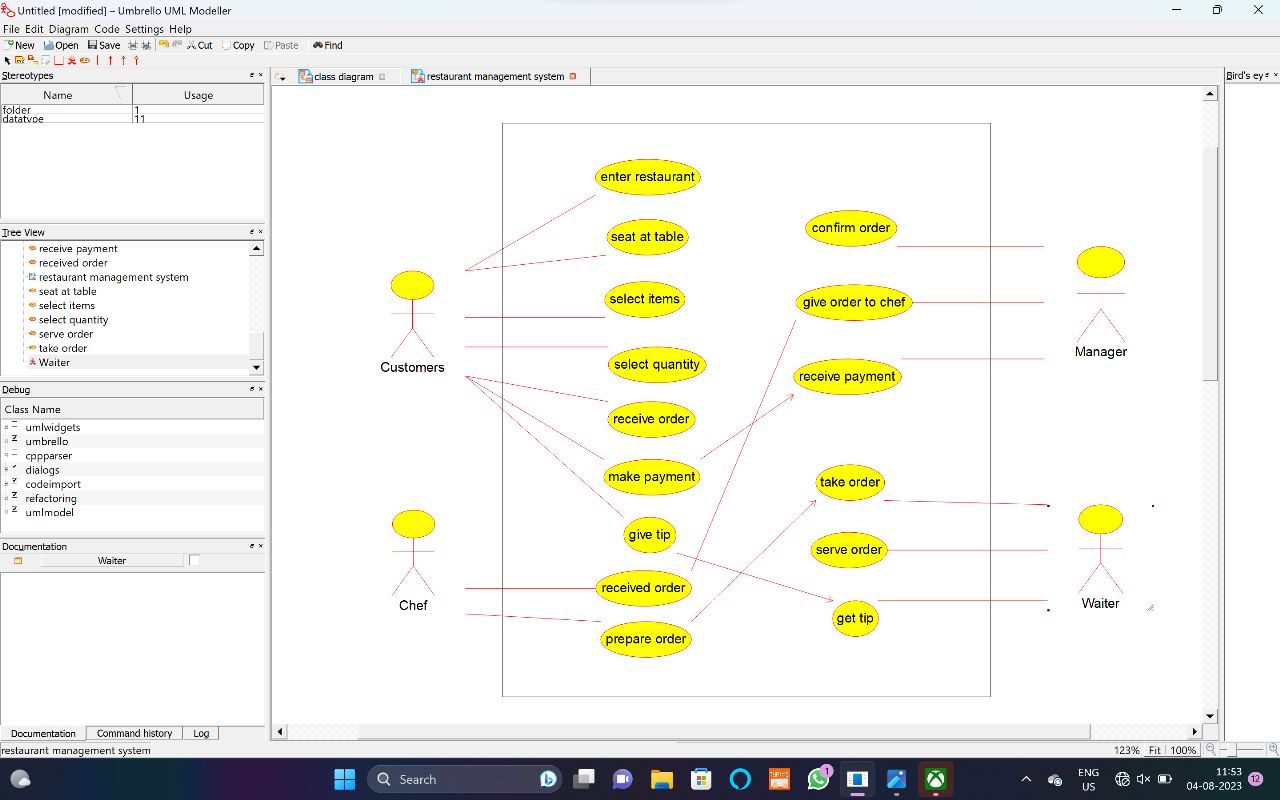 Untitled [modified] – Umbrello UML Modeller
File Edit Diagram Code Settings Help
New Open Save Cut Copy Paste Find
Stereotypes
Name Usage
folder 1
datatype 11
Tree View
receive payment
received order
restaurant management system
seat at table
select items
select quantity
serve order
take order
Waiter
Debug
Class Name
umlwidgets
umbrello
cppparser
dialogs
codeimport
refactoring
umlmodel
Documentation
Waiter
Documentation Command history Log
restaurant management system
class diagram restaurant management system
Bird's ey
enter restaurant
seat at table
select items
select quantity
receive order
make payment
give tip
received order
prepare order
confirm order
give order to chef
receive payment
take order
serve order
get tip
Customers
Chef
Manager
Waiter
123% Fit 100%
Search
TYPING
1
ENG
US
11:53
04-08-2023
12